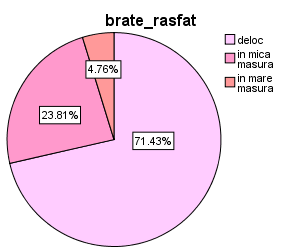 brate_rasfat
deloc
in mica
masura
in mare
masura
4.76%
23.81%
71.43%